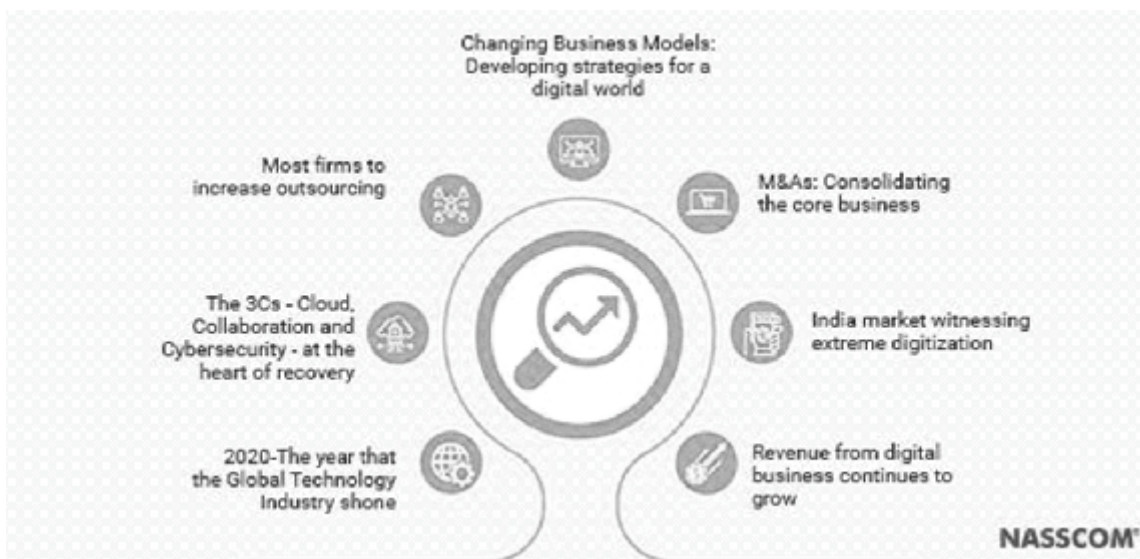 Changing Business Models:
Developing strategies for a
digital world
Most firms to
increase outsourcing
M&As: Consolidating
the core business
The 3Cs - Cloud,
Collaboration and
Cybersecurity - at the
heart of recovery
India market witnessing
extreme digitization
2020-The year that
the Global Technology
Industry shone
Revenue from digital
business continues to
grow
NASSCOM®